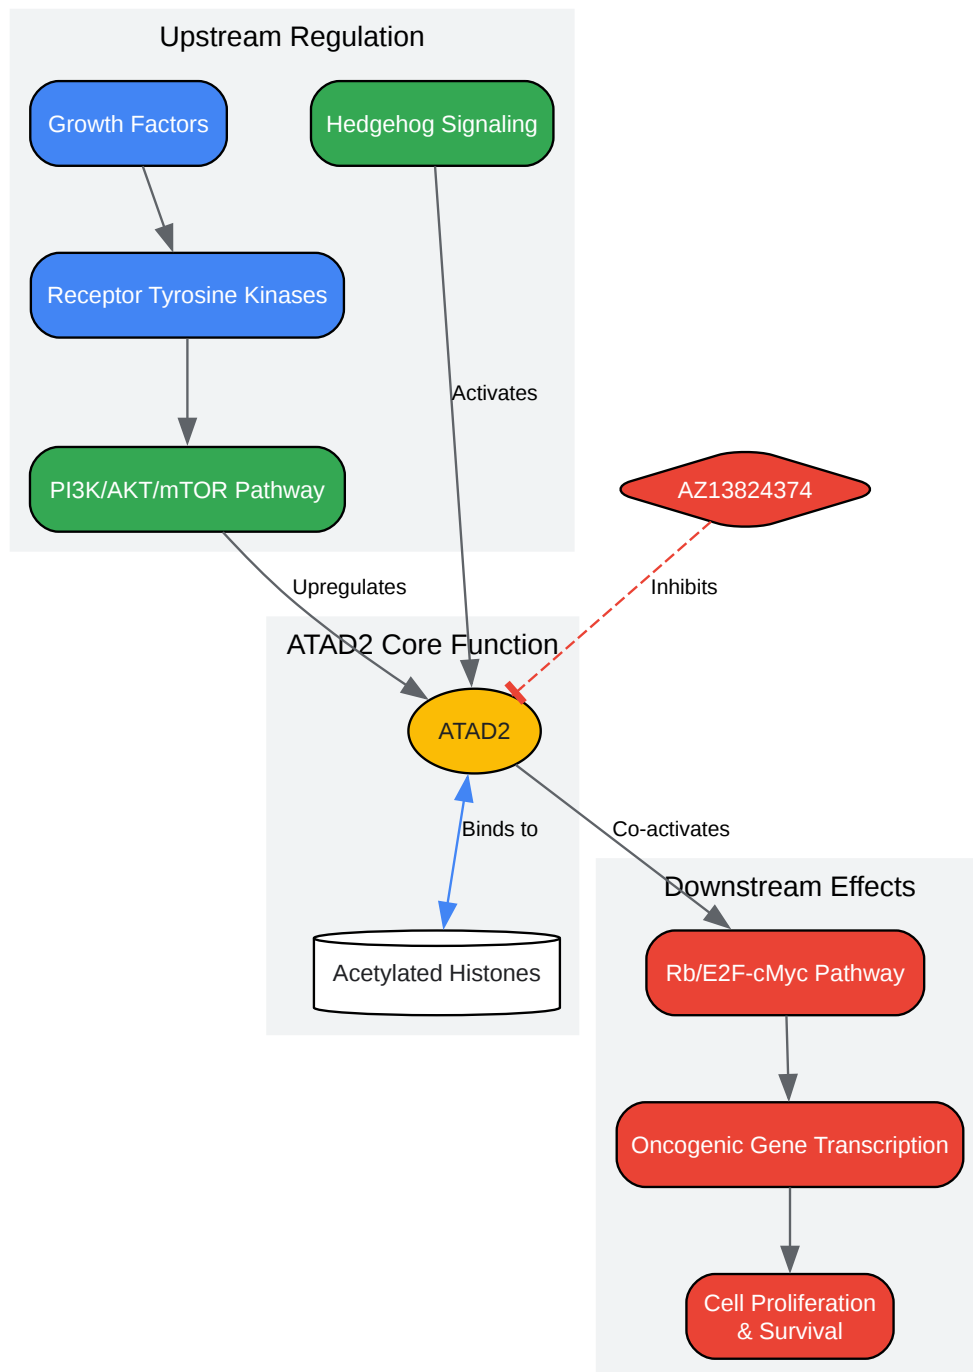 Upstream Regulation
Growth Factors
Hedgehog Signaling
Receptor Tyrosine Kinases
Activates
PI3K/AKT/mTOR Pathway
AZ13824374
Upregulates
Inhibits
ATAD2 Core Function
ATAD2
Binds to
Co-activates
Downstream Effects
Acetylated Histones
Rb/E2F-cMyc Pathway
Oncogenic Gene Transcription
Cell Proliferation
& Survival